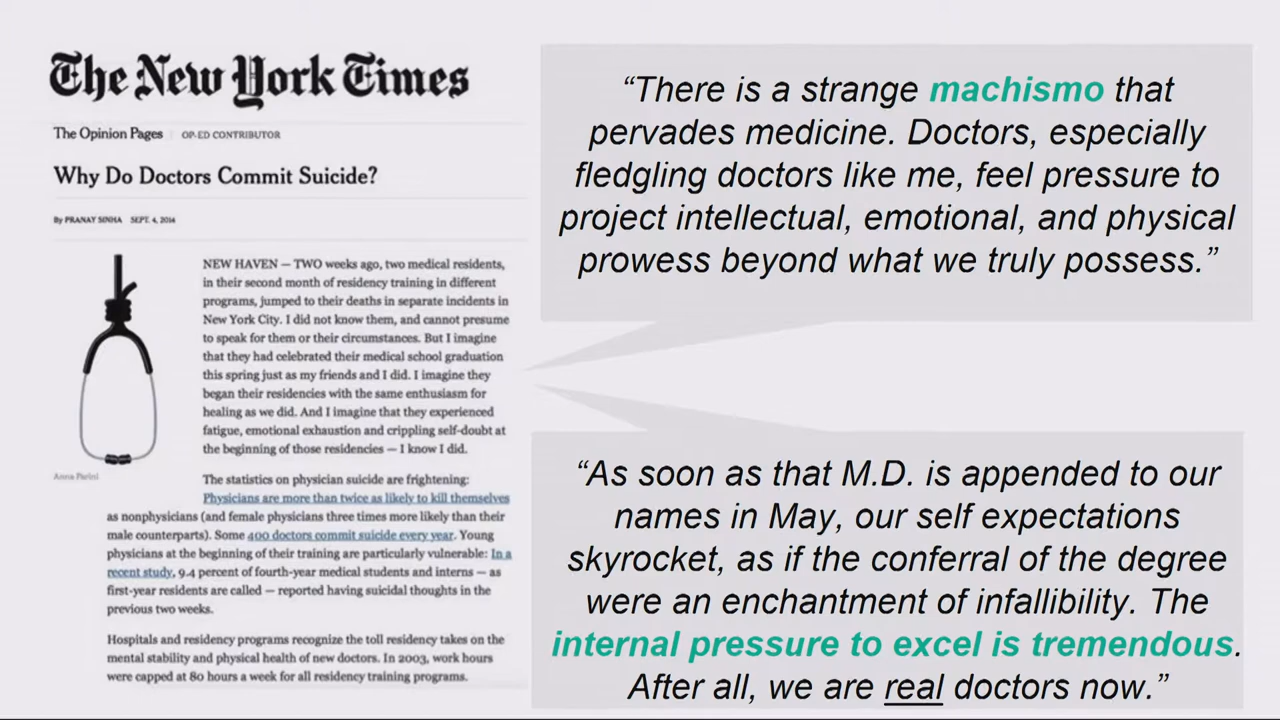 The New York Times
The Opinion Pages | OP-ED CONTRIBUTOR
Why Do Doctors Commit Suicide?
By PRANAY SINHA SEPT. 4, 2014
NEW HAVEN — TWO weeks ago, two medical residents,
in their second month of residency training in different
programs, jumped to their deaths in separate incidents in
New York City. I did not know them, and cannot presume
to speak for them or their circumstances. But I imagine
that they had celebrated their medical school graduation
this spring just as my friends and I did. I imagine they
began their residencies with the same enthusiasm for
healing as we did. And I imagine that they experienced
fatigue, emotional exhaustion and crippling self-doubt at
the beginning of those residencies — I know I did.
Anna Parini
The statistics on physician suicide are frightening:
Physicians are more than twice as likely to kill themselves
as nonphysicians (and female physicians three times more likely than their
male counterparts). Some 400 doctors commit suicide every year. Young
physicians at the beginning of their training are particularly vulnerable: In a
recent study, 9.4 percent of fourth-year medical students and interns — as
first-year residents are called — reported having suicidal thoughts in the
previous two weeks.
Hospitals and residency programs recognize the toll residency takes on the
mental stability and physical health of new doctors. In 2003, work hours
were capped at 80 hours a week for all residency training programs.
“There is a strange machismo that
pervades medicine. Doctors, especially
fledgling doctors like me, feel pressure to
project intellectual, emotional, and physical
prowess beyond what we truly possess.”
“As soon as that M.D. is appended to our
names in May, our self expectations
skyrocket, as if the conferral of the degree
were an enchantment of infallibility. The
internal pressure to excel is tremendous.
After all, we are real doctors now.”